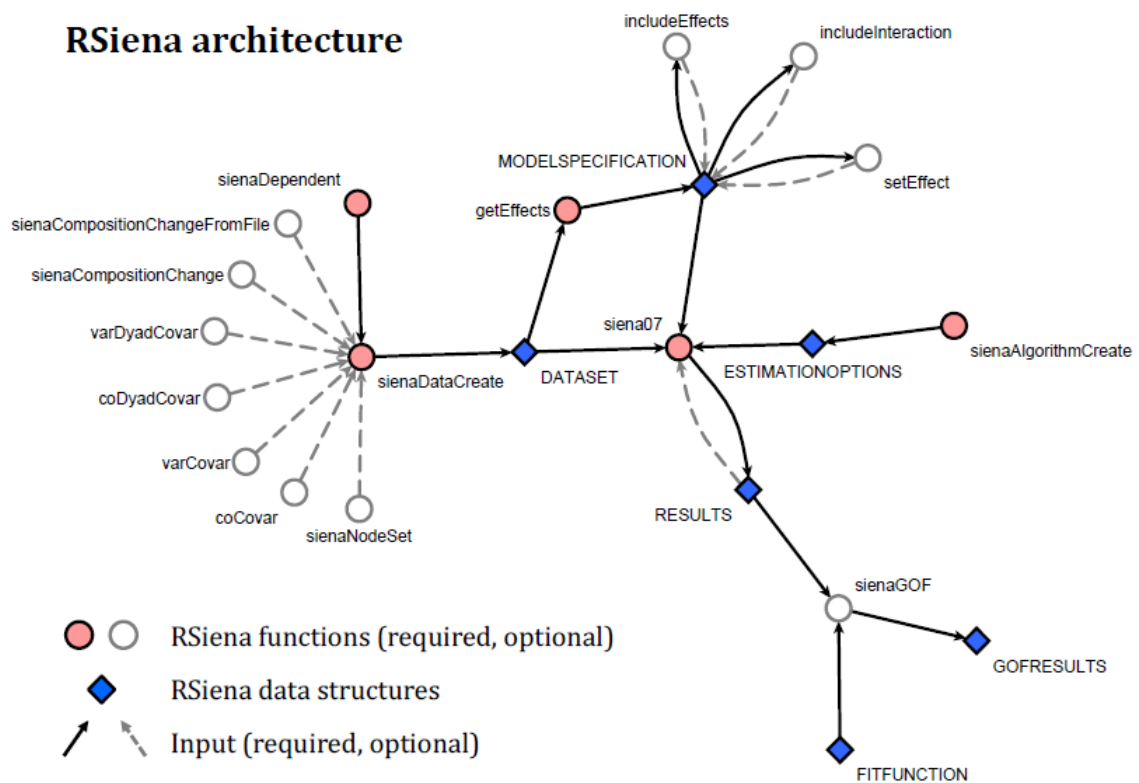 RSiena architecture
includeEffects
includeInteraction
MODELSPECIFICATION
setEffect
sienaDependent
getEffects
sienaCompositionChangeFromFile
sienaCompositionChange
varDyadCovar
siena07
sienaAlgorithmCreate
sienaDataCreate
DATASET
ESTIMATIONOPTIONS
coDyadCovar
varCovar
coCovar
sienaNodeSet
RESULTS
sienaGOF
RSiena functions (required, optional)
GOFRESULTS
RSiena data structures
Input (required, optional)
FITFUNCTION